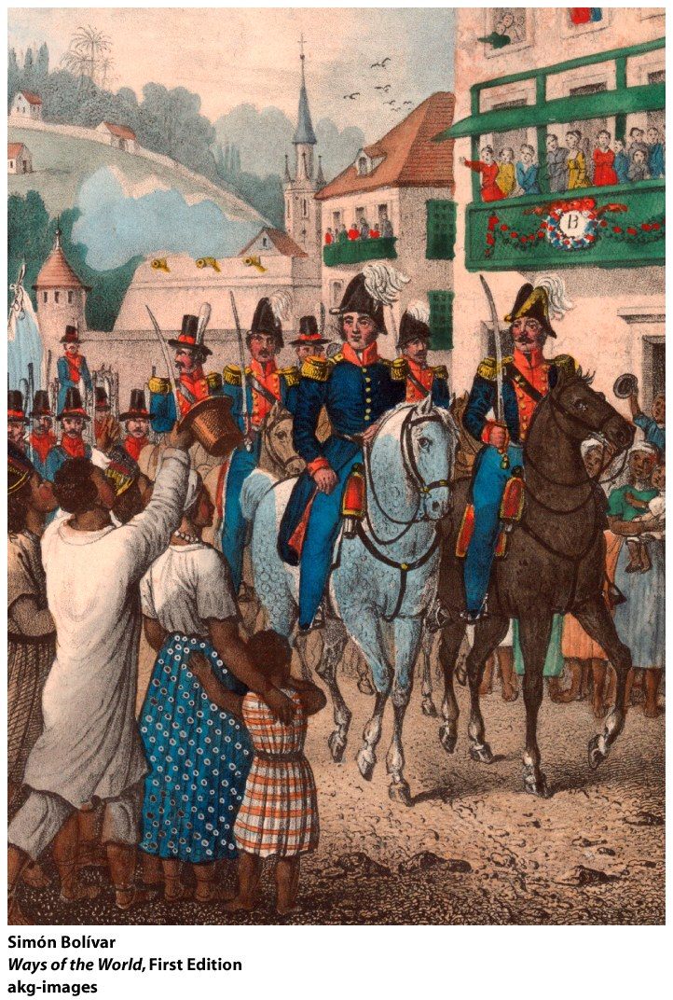 B
Simón Bolívar
Ways of the World, First Edition
akg-images